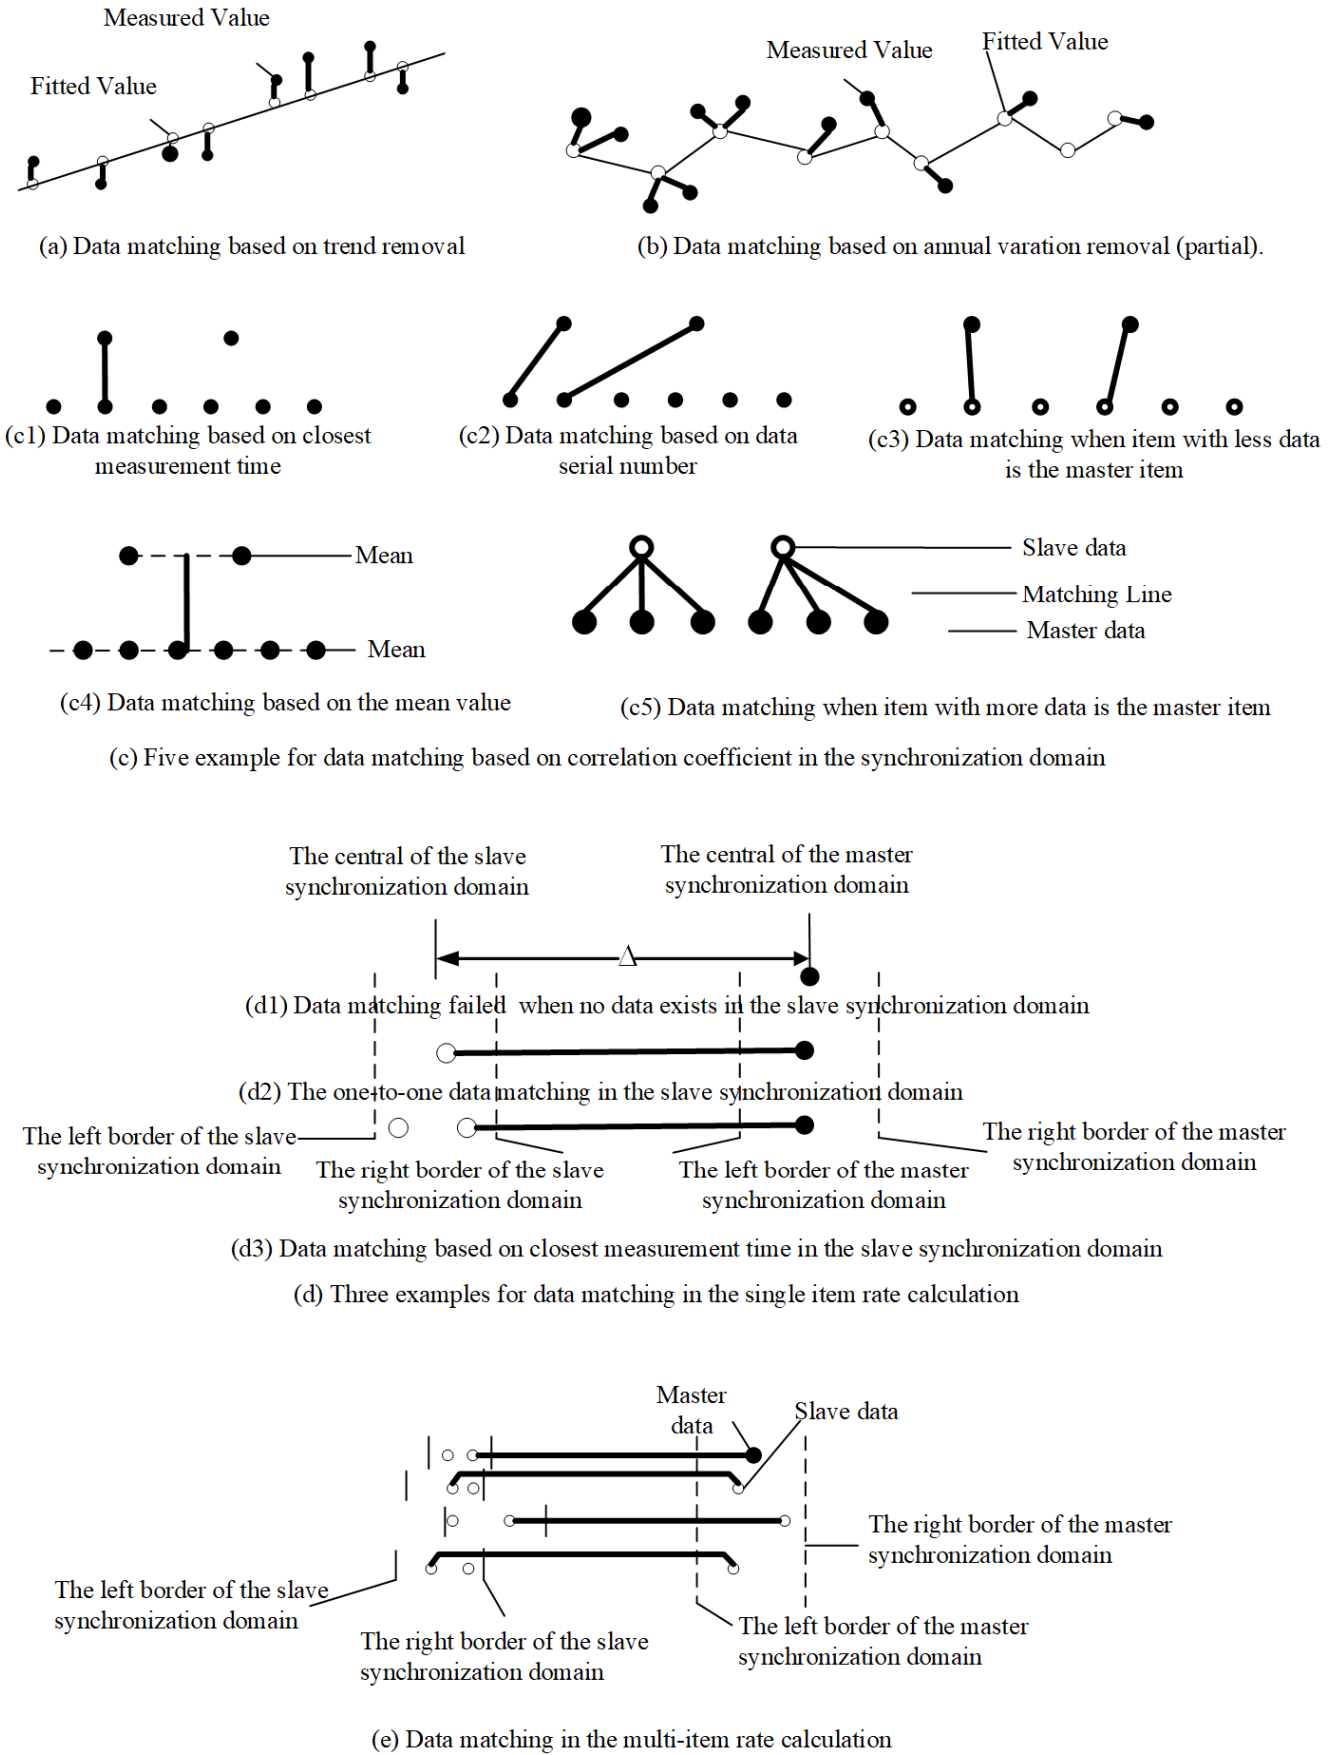 Measured Value
Fitted Value
Measured Value
Fitted Value
(a) Data matching based on trend removal
(b) Data matching based on annual varation removal (partial).
(c1) Data matching based on closest
measurement time
(c2) Data matching based on data
serial number
(c3) Data matching when item with less data
is the master item
Mean
Mean
Slave data
Matching Line
Master data
(c4) Data matching based on the mean value
(c5) Data matching when item with more data is the master item
(c) Five example for data matching based on correlation coefficient in the synchronization domain
The central of the slave
synchronization domain
The central of the master
synchronization domain
Δ
(d1) Data matching failed when no data exists in the slave synchronization domain
(d2) The one-to-one data matching in the slave synchronization domain
The left border of the slave
synchronization domain
The right border of the slave
synchronization domain
The left border of the master
synchronization domain
The right border of the master
synchronization domain
(d3) Data matching based on closest measurement time in the slave synchronization domain
(d) Three examples for data matching in the single item rate calculation
Master
data
Slave data
The right border of the master
synchronization domain
The left border of the slave
synchronization domain
The right border of the slave
synchronization domain
The left border of the master
synchronization domain
(e) Data matching in the multi-item rate calculation